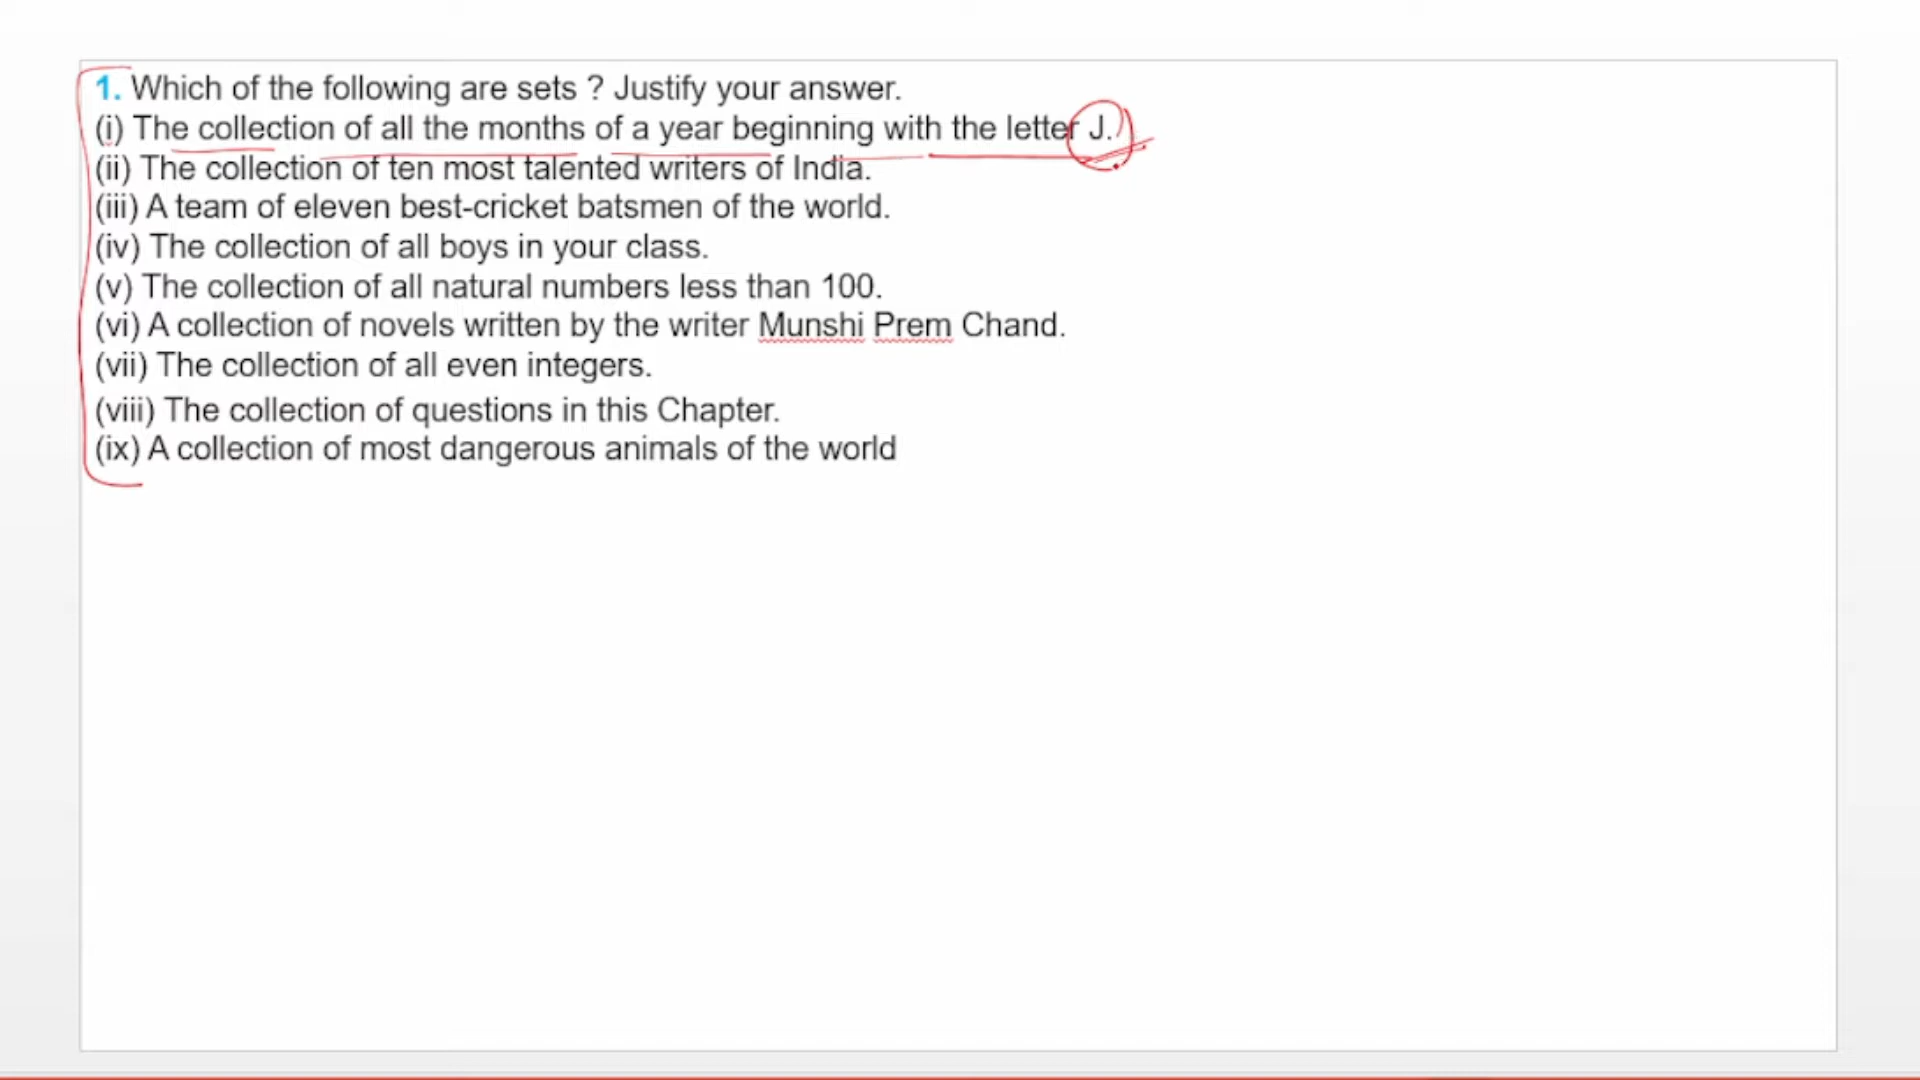 1. Which of the following are sets ? Justify your answer.
(i) The collection of all the months of a year beginning with the letter J.
(ii) The collection of ten most talented writers of India.
(iii) A team of eleven best-cricket batsmen of the world.
(iv) The collection of all boys in your class.
(v) The collection of all natural numbers less than 100.
(vi) A collection of novels written by the writer Munshi Prem Chand.
(vii) The collection of all even integers.
(viii) The collection of questions in this Chapter.
(ix) A collection of most dangerous animals of the world